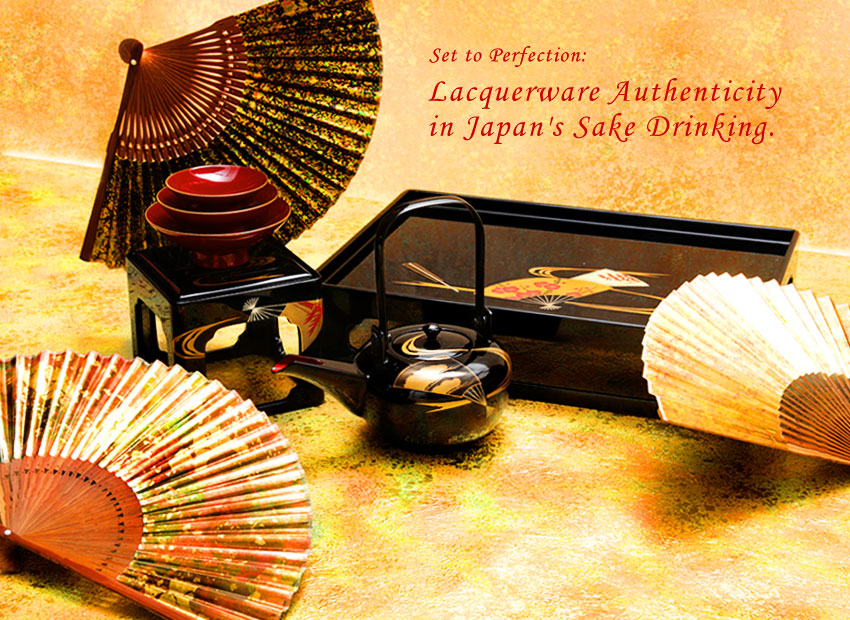 Set to Perfection:
Lacquerware Authenticity
in Japan's Sake Drinking.